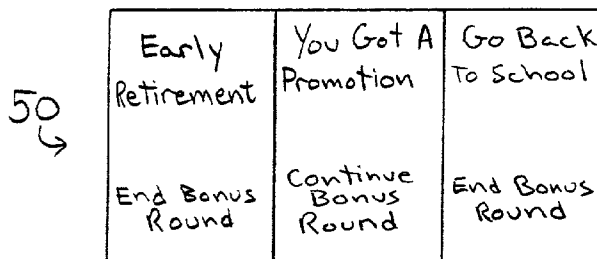 50
Early
Retirement
End Bonus
Round
You Got A
Promotion
Continue
Bonus
Round
Go Back
To School
End Bonus
Round